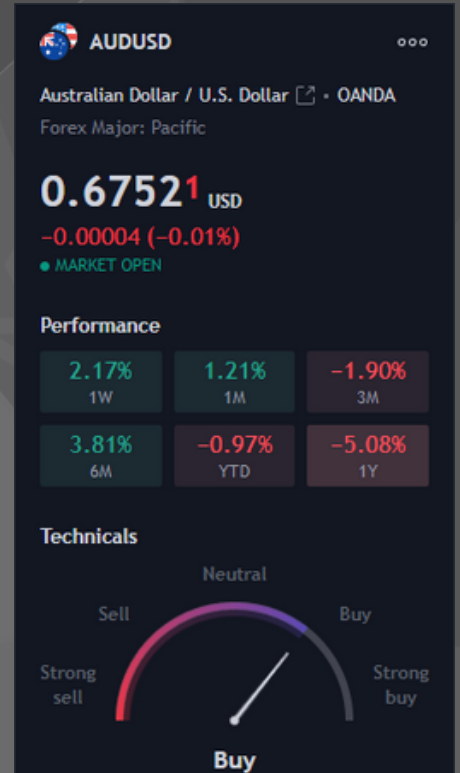 AUDUSD
Australian Dollar / U.S. Dollar • OANDA
Forex Major: Pacific
0.67521 USD
−0.00004 (−0.01%)
• MARKET OPEN
Performance
2.17% 1.21% −1.90%
1W 1M 3M
3.81% −0.97% −5.08%
6M YTD 1Y
Technicals
Neutral
Sell Buy
Strong Strong
sell buy
Buy